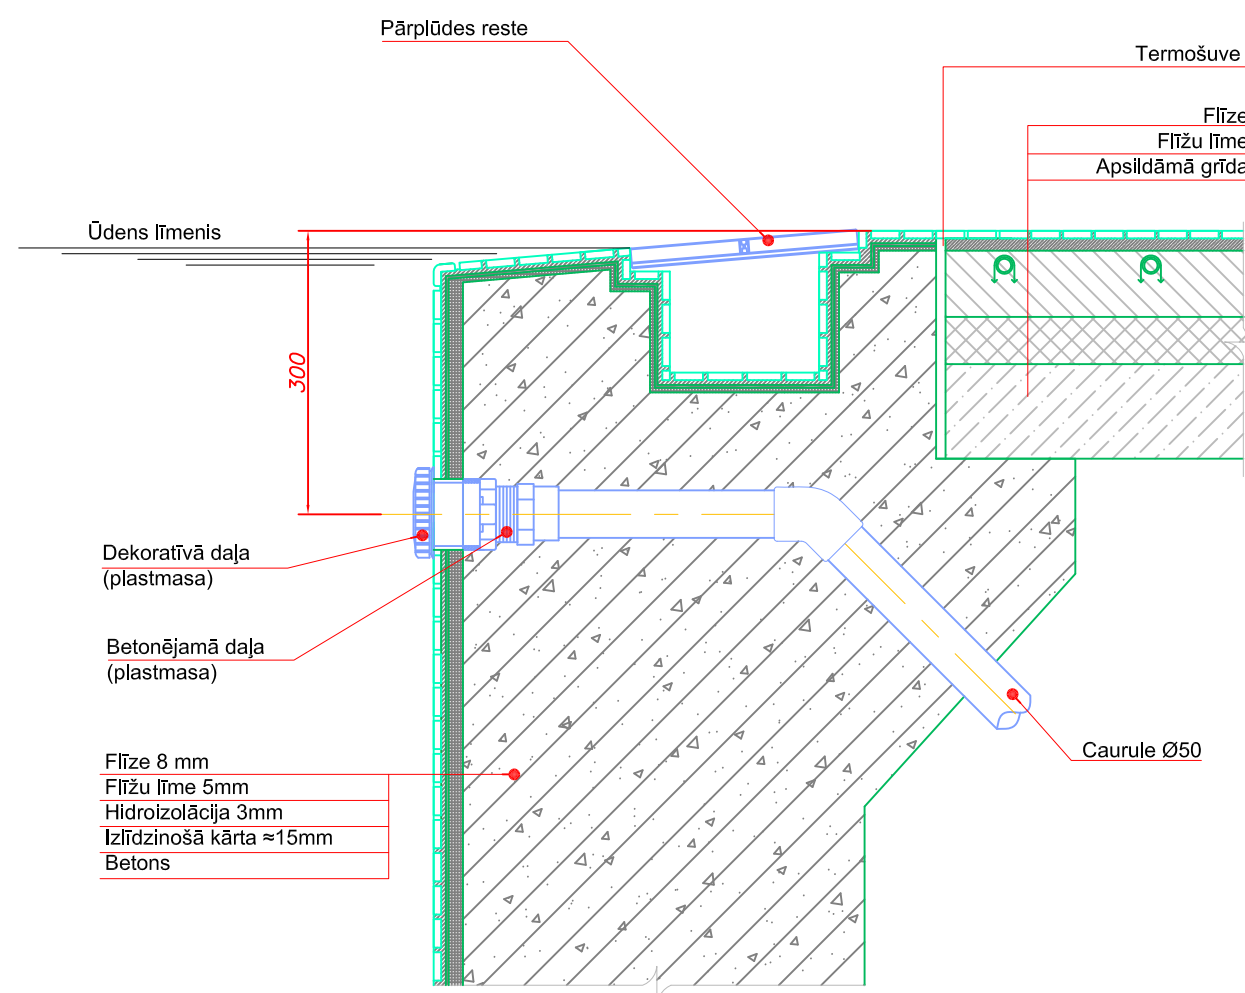 Pārplūdes reste
Termošuve
Flīze
Flīžu līme
Apsildāmā grīda
Ūdens līmenis
300
Dekoratīvā daļa
(plastmasa)
Betonējamā daļa
(plastmasa)
Caurule Ø50
Flīze 8 mm
Flīžu līme 5mm
Hidroizolācija 3mm
Izlīdzinošā kārta ≈15mm
Betons